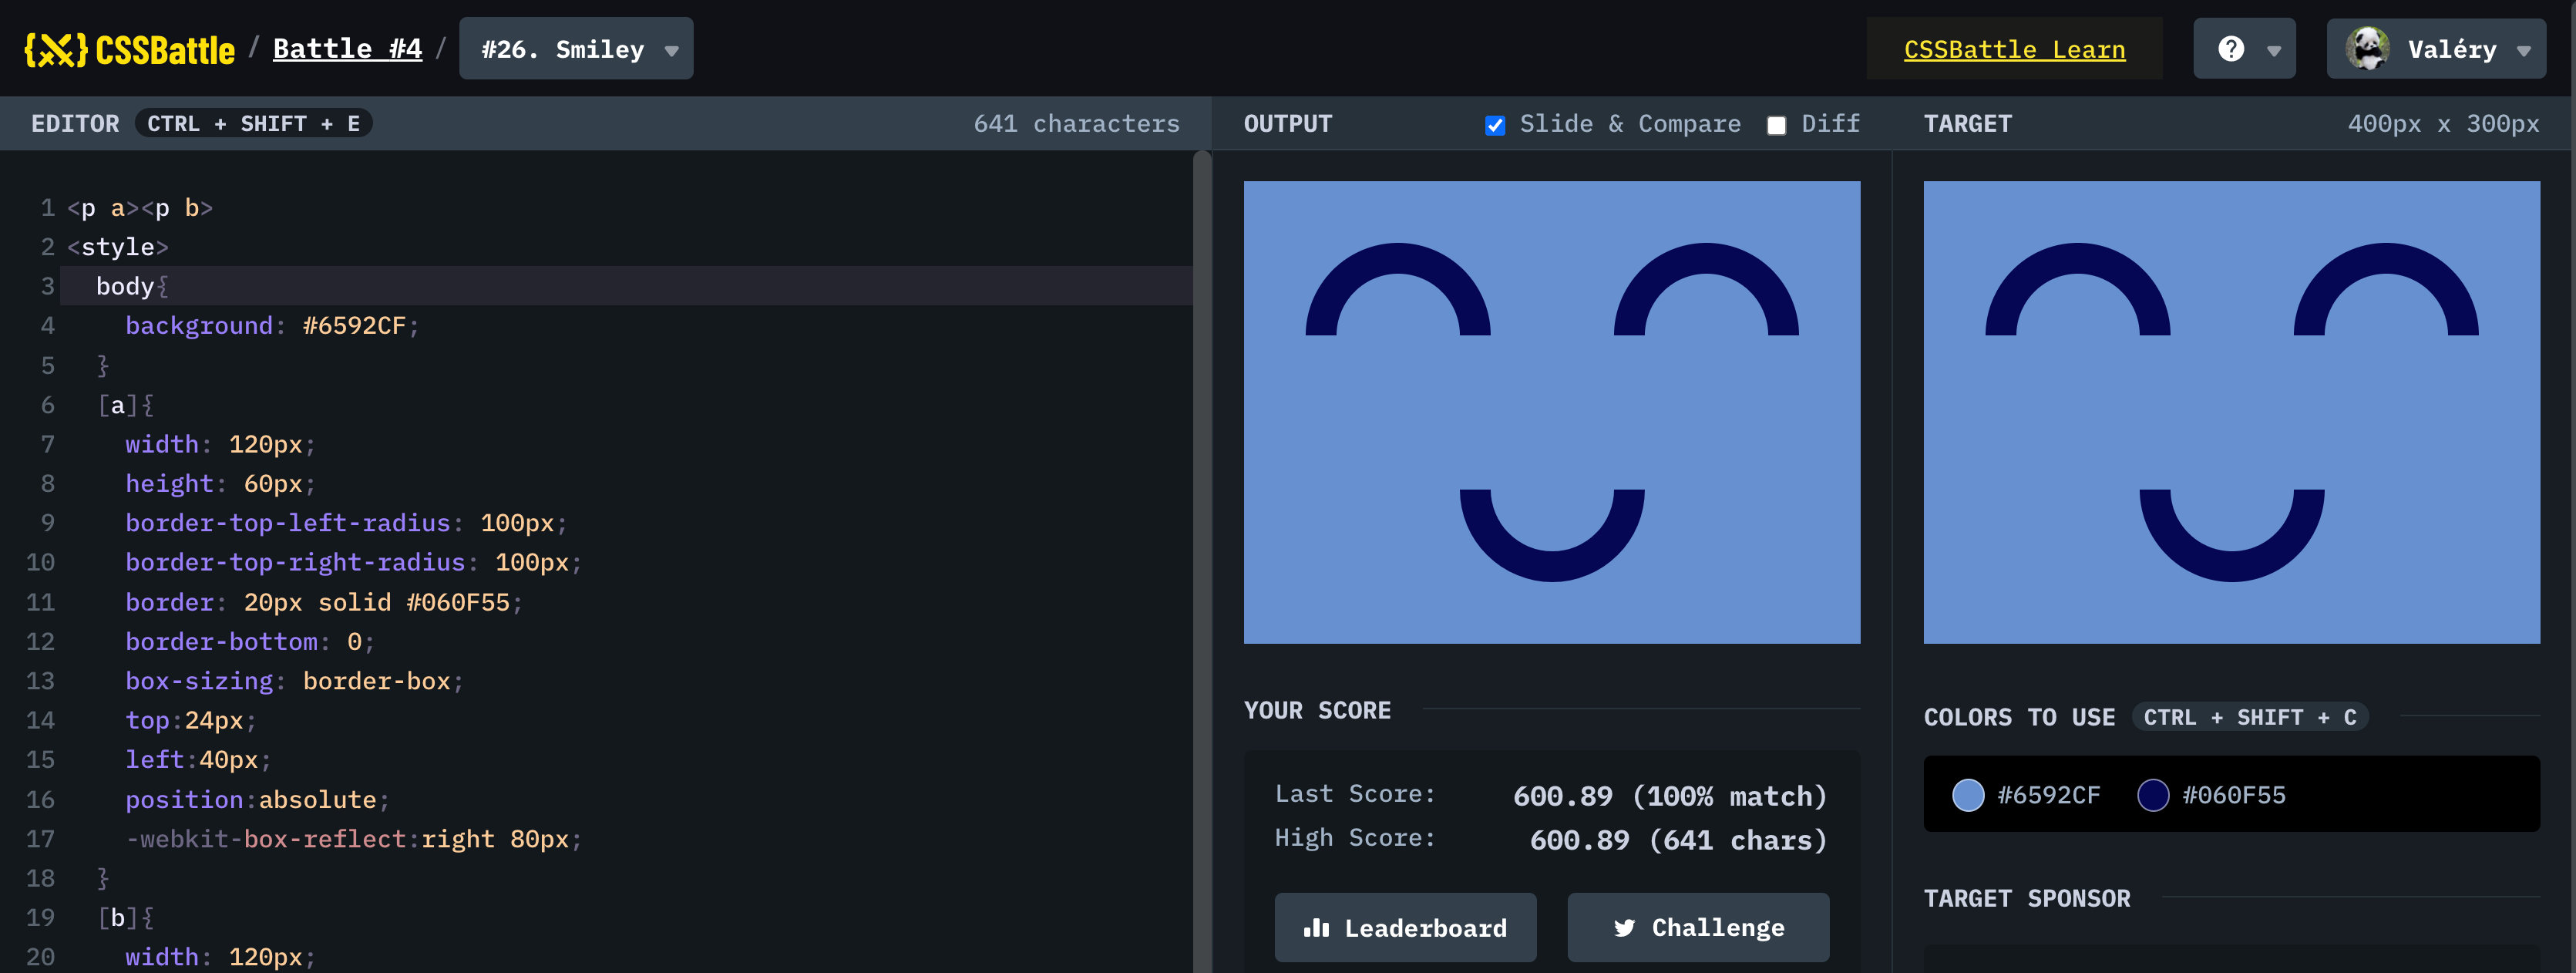 {X} CSSBattle / Battle #4 / #26. Smiley
CSSBattle Learn
?
Valéry
EDITOR CTRL + SHIFT + E 641 characters
1 <p a><p b>
2 <style>
3 body{
4 background: #6592CF;
5 }
6 [a]{
7 width: 120px;
8 height: 60px;
9 border-top-left-radius: 100px;
10 border-top-right-radius: 100px;
11 border: 20px solid #060F55;
12 border-bottom: 0;
13 box-sizing: border-box;
14 top:24px;
15 left:40px;
16 position:absolute;
17 -webkit-box-reflect:right 80px;
18 }
19 [b]{
20 width: 120px;
OUTPUT Slide & Compare Diff
YOUR SCORE
Last Score: 600.89 (100% match)
High Score: 600.89 (641 chars)
Leaderboard
Challenge
TARGET 400px x 300px
COLORS TO USE CTRL + SHIFT + C
#6592CF #060F55
TARGET SPONSOR